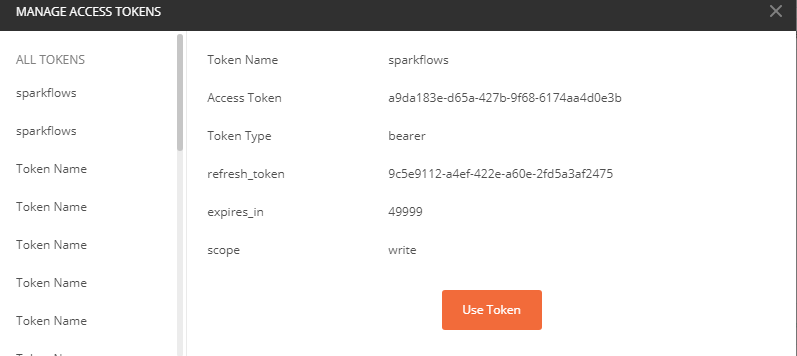 MANAGE ACCESS TOKENS
ALL TOKENS
sparkflows
sparkflows
Token Name
Token Name
Token Name
Token Name
Token Name
Token Name sparkflows
Access Token a9da183e-d65a-427b-9f68-6174aa4d0e3b
Token Type bearer
refresh_token 9c5e9112-a4ef-422e-a60e-2fd5a3af2475
expires_in 49999
scope write
Use Token